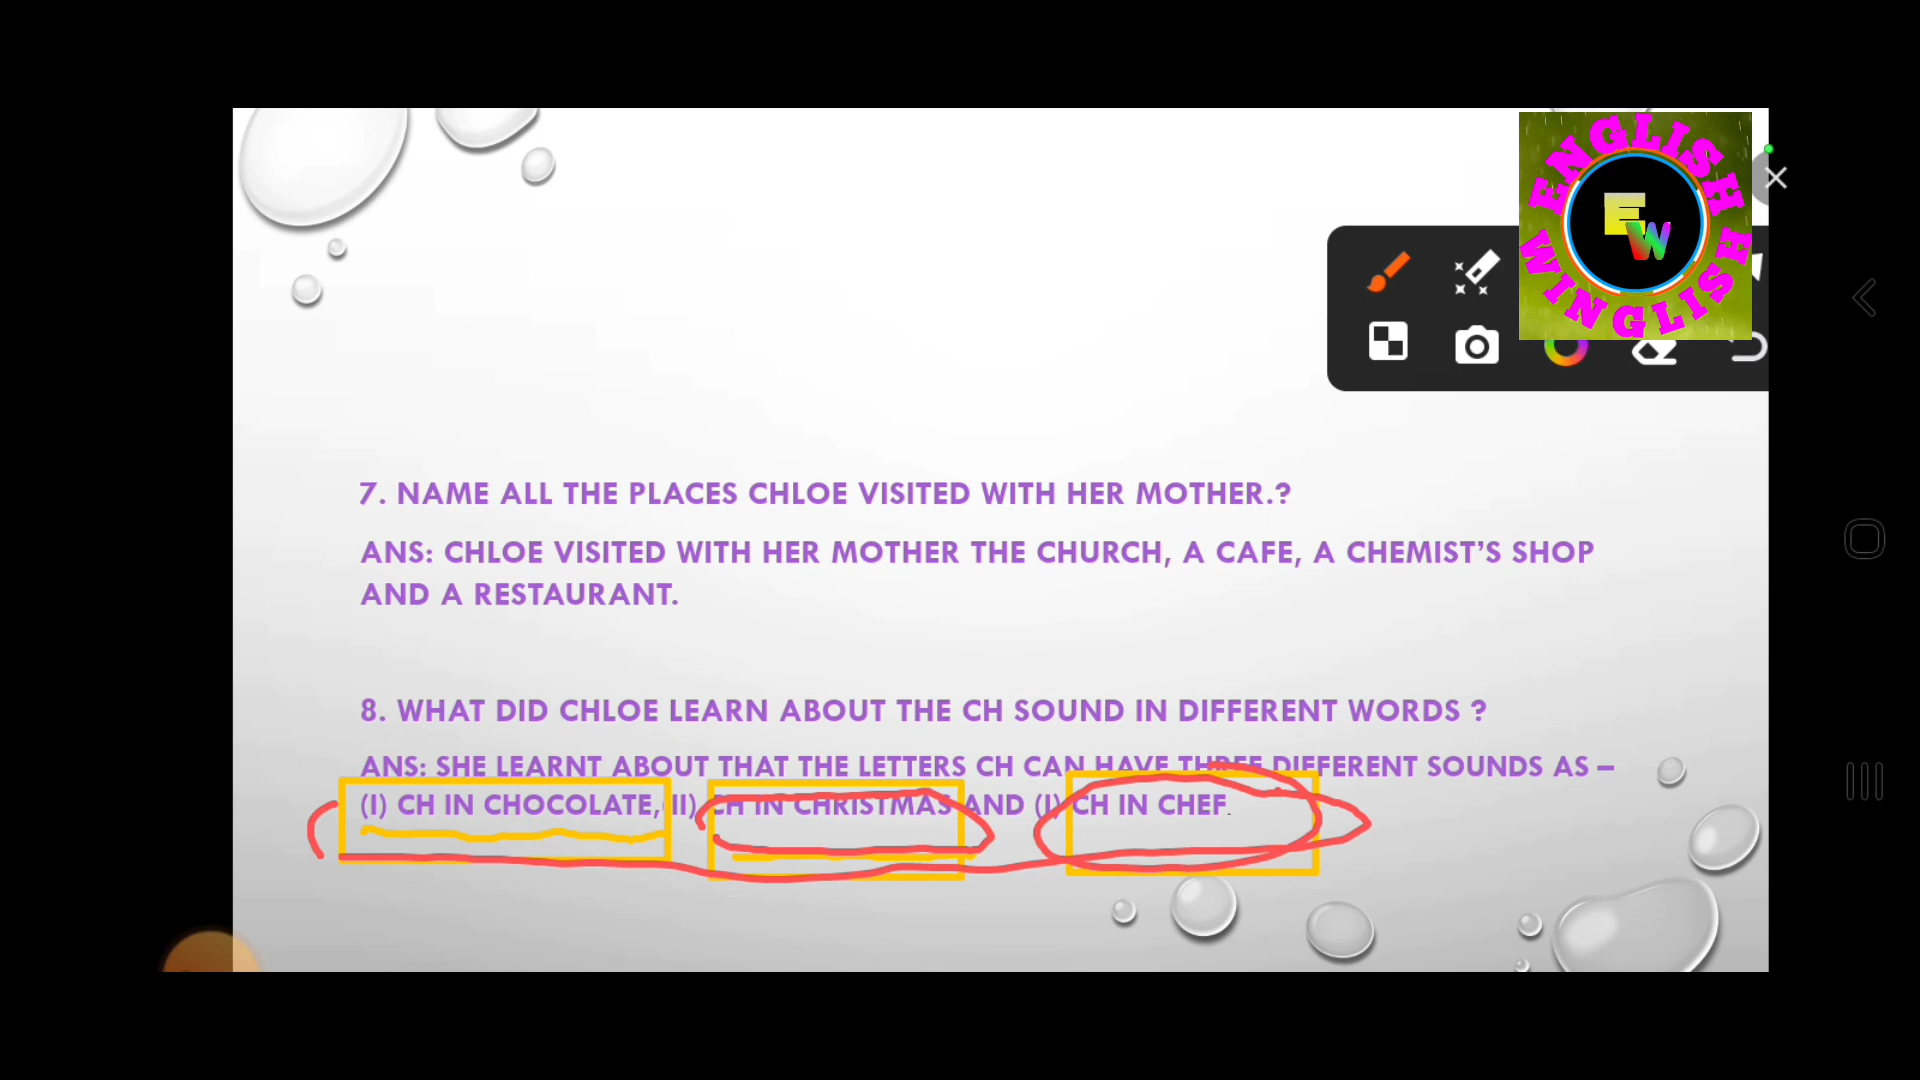 ENGLISH
EW
WINGLISH
7. NAME ALL THE PLACES CHLOE VISITED WITH HER MOTHER.?
ANS: CHLOE VISITED WITH HER MOTHER THE CHURCH, A CAFE, A CHEMIST’S SHOP
AND A RESTAURANT.
8. WHAT DID CHLOE LEARN ABOUT THE CH SOUND IN DIFFERENT WORDS ?
ANS: SHE LEARNT ABOUT THAT THE LETTERS CH CAN HAVE THREE DIFFERENT SOUNDS AS –
(I) CH IN CHOCOLATE,(II) CH IN CHRISTMAS AND (I) CH IN CHEF.